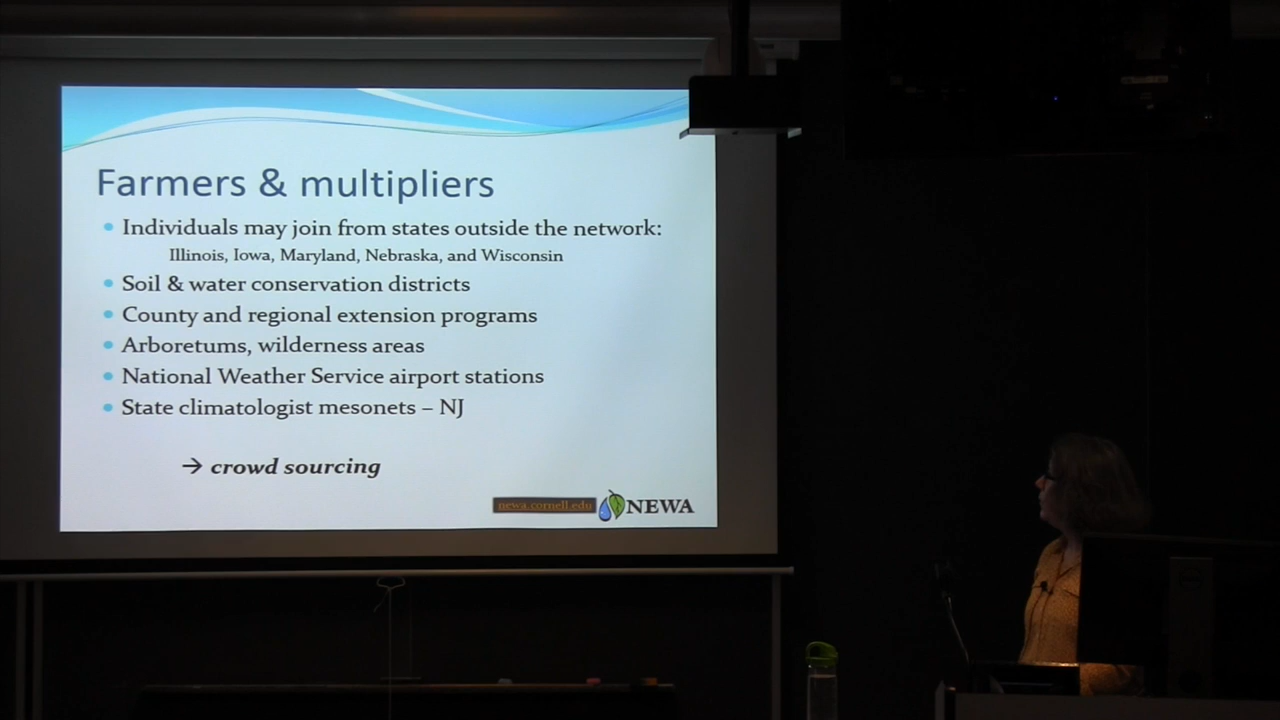 Farmers & multipliers
Individuals may join from states outside the network:
Illinois, Iowa, Maryland, Nebraska, and Wisconsin
Soil & water conservation districts
County and regional extension programs
Arboretums, wilderness areas
National Weather Service airport stations
State climatologist mesonets – NJ
→ crowd sourcing
newa.cornell.edu NEWA